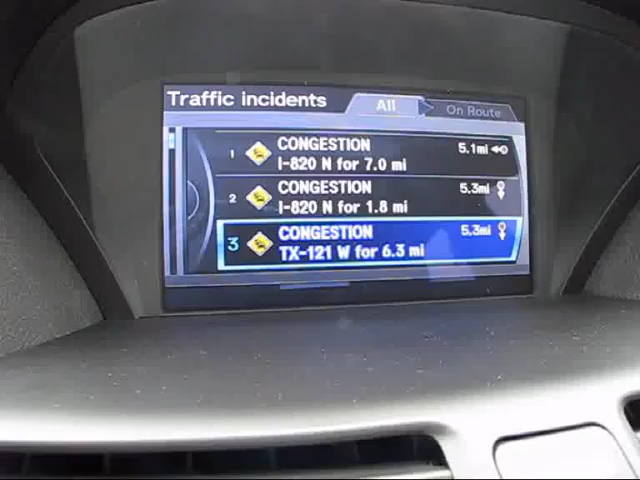 Traffic incidents All On Route
1 CONGESTION 5.1mi
I-820 N for 7.0 mi
2 CONGESTION 5.3mi
I-820 N for 1.8 mi
3 CONGESTION 5.3mi
TX-121 W for 6.3 mi